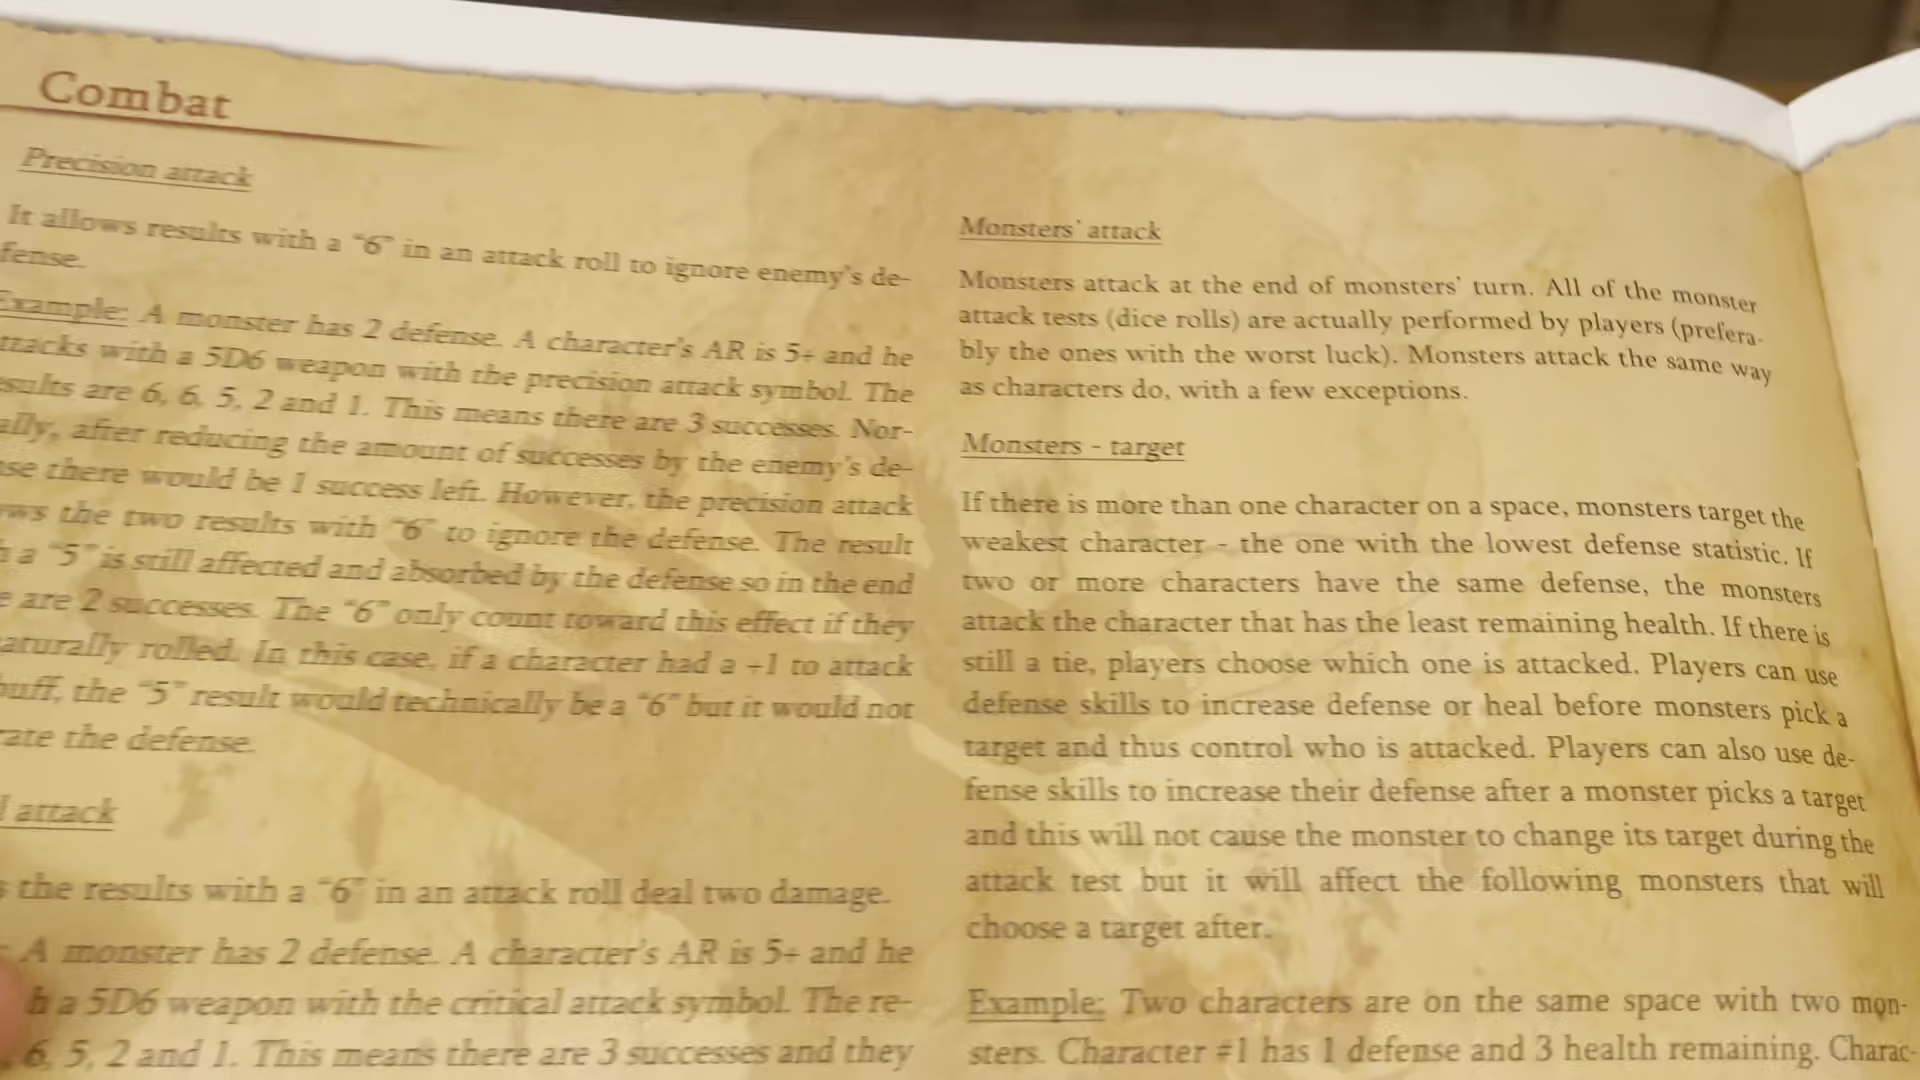 Combat
Precision attack
It allows results with a “6” in an attack roll to ignore enemy’s de-
fense.
Example: A monster has 2 defense. A character’s AR is 5+ and he
ttacks with a 5D6 weapon with the precision attack symbol. The
esults are 6, 6, 5, 2 and 1. This means there are 3 successes. Nor-
ally, after reducing the amount of successes by the enemy’s de-
se there would be 1 success left. However, the precision attack
ows the two results with “6” to ignore the defense. The result
h a “5” is still affected and absorbed by the defense so in the end
e are 2 successes. The “6” only count toward this effect if they
naturally rolled. In this case, if a character had a +1 to attack
buff, the “5” result would technically be a “6” but it would not
rate the defense.
l attack
s the results with a “6” in an attack roll deal two damage.
A monster has 2 defense. A character’s AR is 5+ and he
h a 5D6 weapon with the critical attack symbol. The re-
6, 5, 2 and 1. This means there are 3 successes and they
Monsters’ attack
Monsters attack at the end of monsters’ turn. All of the monster
attack tests (dice rolls) are actually performed by players (prefera-
bly the ones with the worst luck). Monsters attack the same way
as characters do, with a few exceptions.
Monsters - target
If there is more than one character on a space, monsters target the
weakest character - the one with the lowest defense statistic. If
two or more characters have the same defense, the monsters
attack the character that has the least remaining health. If there is
still a tie, players choose which one is attacked. Players can use
defense skills to increase defense or heal before monsters pick a
target and thus control who is attacked. Players can also use de-
fense skills to increase their defense after a monster picks a target
and this will not cause the monster to change its target during the
attack test but it will affect the following monsters that will
choose a target after.
Example: Two characters are on the same space with two mon-
sters. Character #1 has 1 defense and 3 health remaining. Charac-